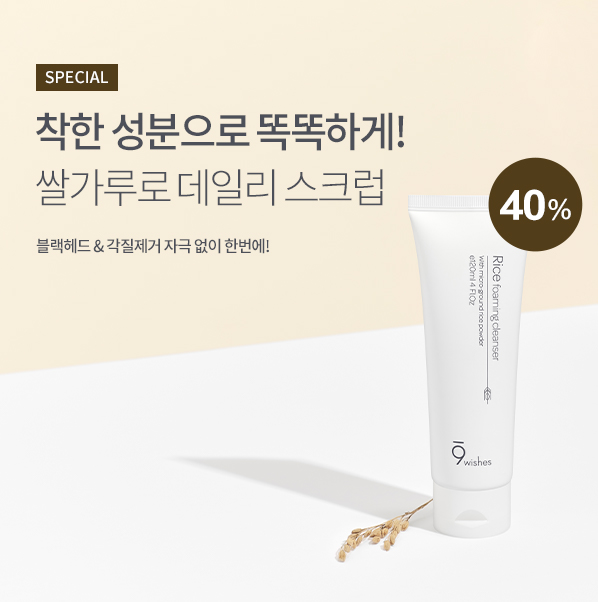 SPECIAL
착한 성분으로 똑똑하게!
쌀가루로 데일리 스크럽
블랙헤드 & 각질제거 자극 없이 한번에!
40%
Rice foaming cleanser
With micro-ground rice powder
e120ml 4 Fl Oz
9
wishes